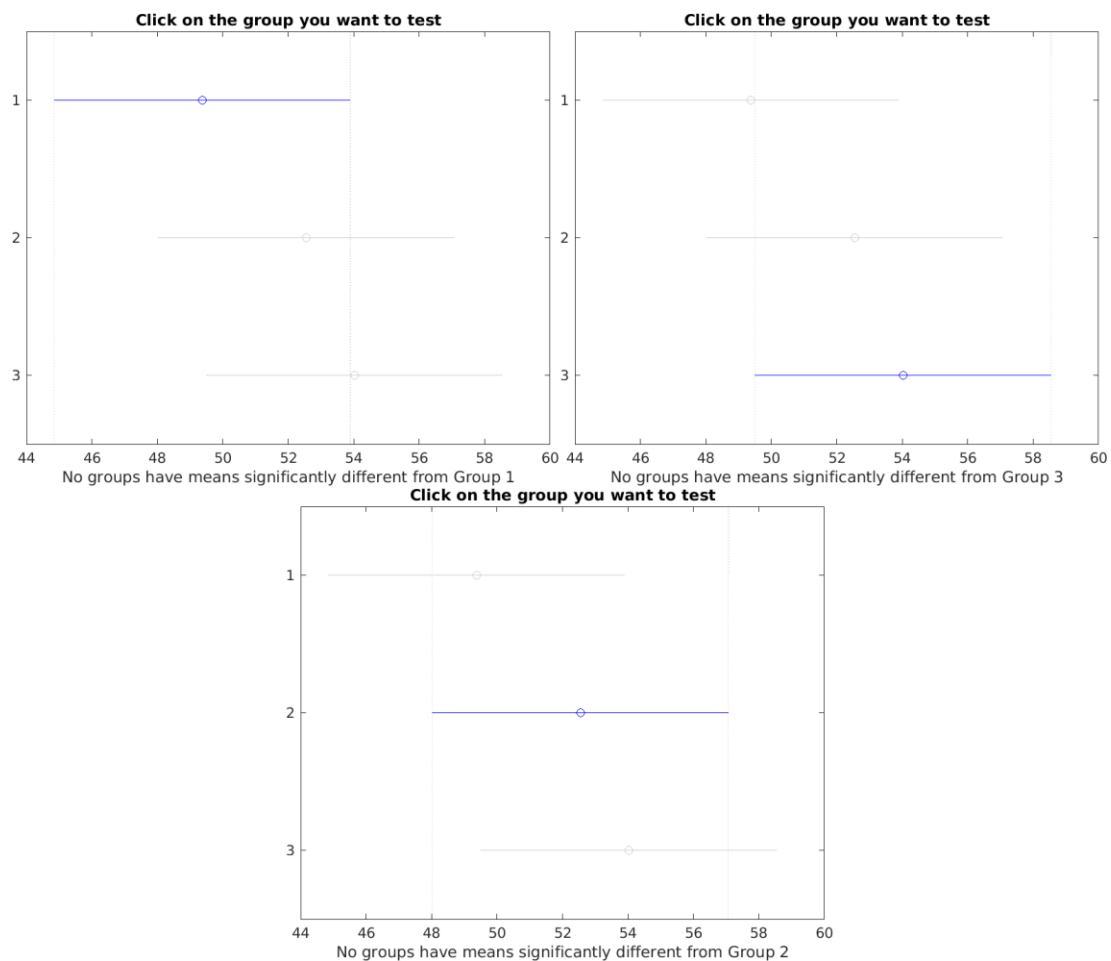 Click on the group you want to test
1
2
3
44 46 48 50 52 54 56 58 60
No groups have means significantly different from Group 1
Click on the group you want to test
1
2
3
44 46 48 50 52 54 56 58 60
No groups have means significantly different from Group 3
Click on the group you want to test
1
2
3
44 46 48 50 52 54 56 58 60
No groups have means significantly different from Group 2